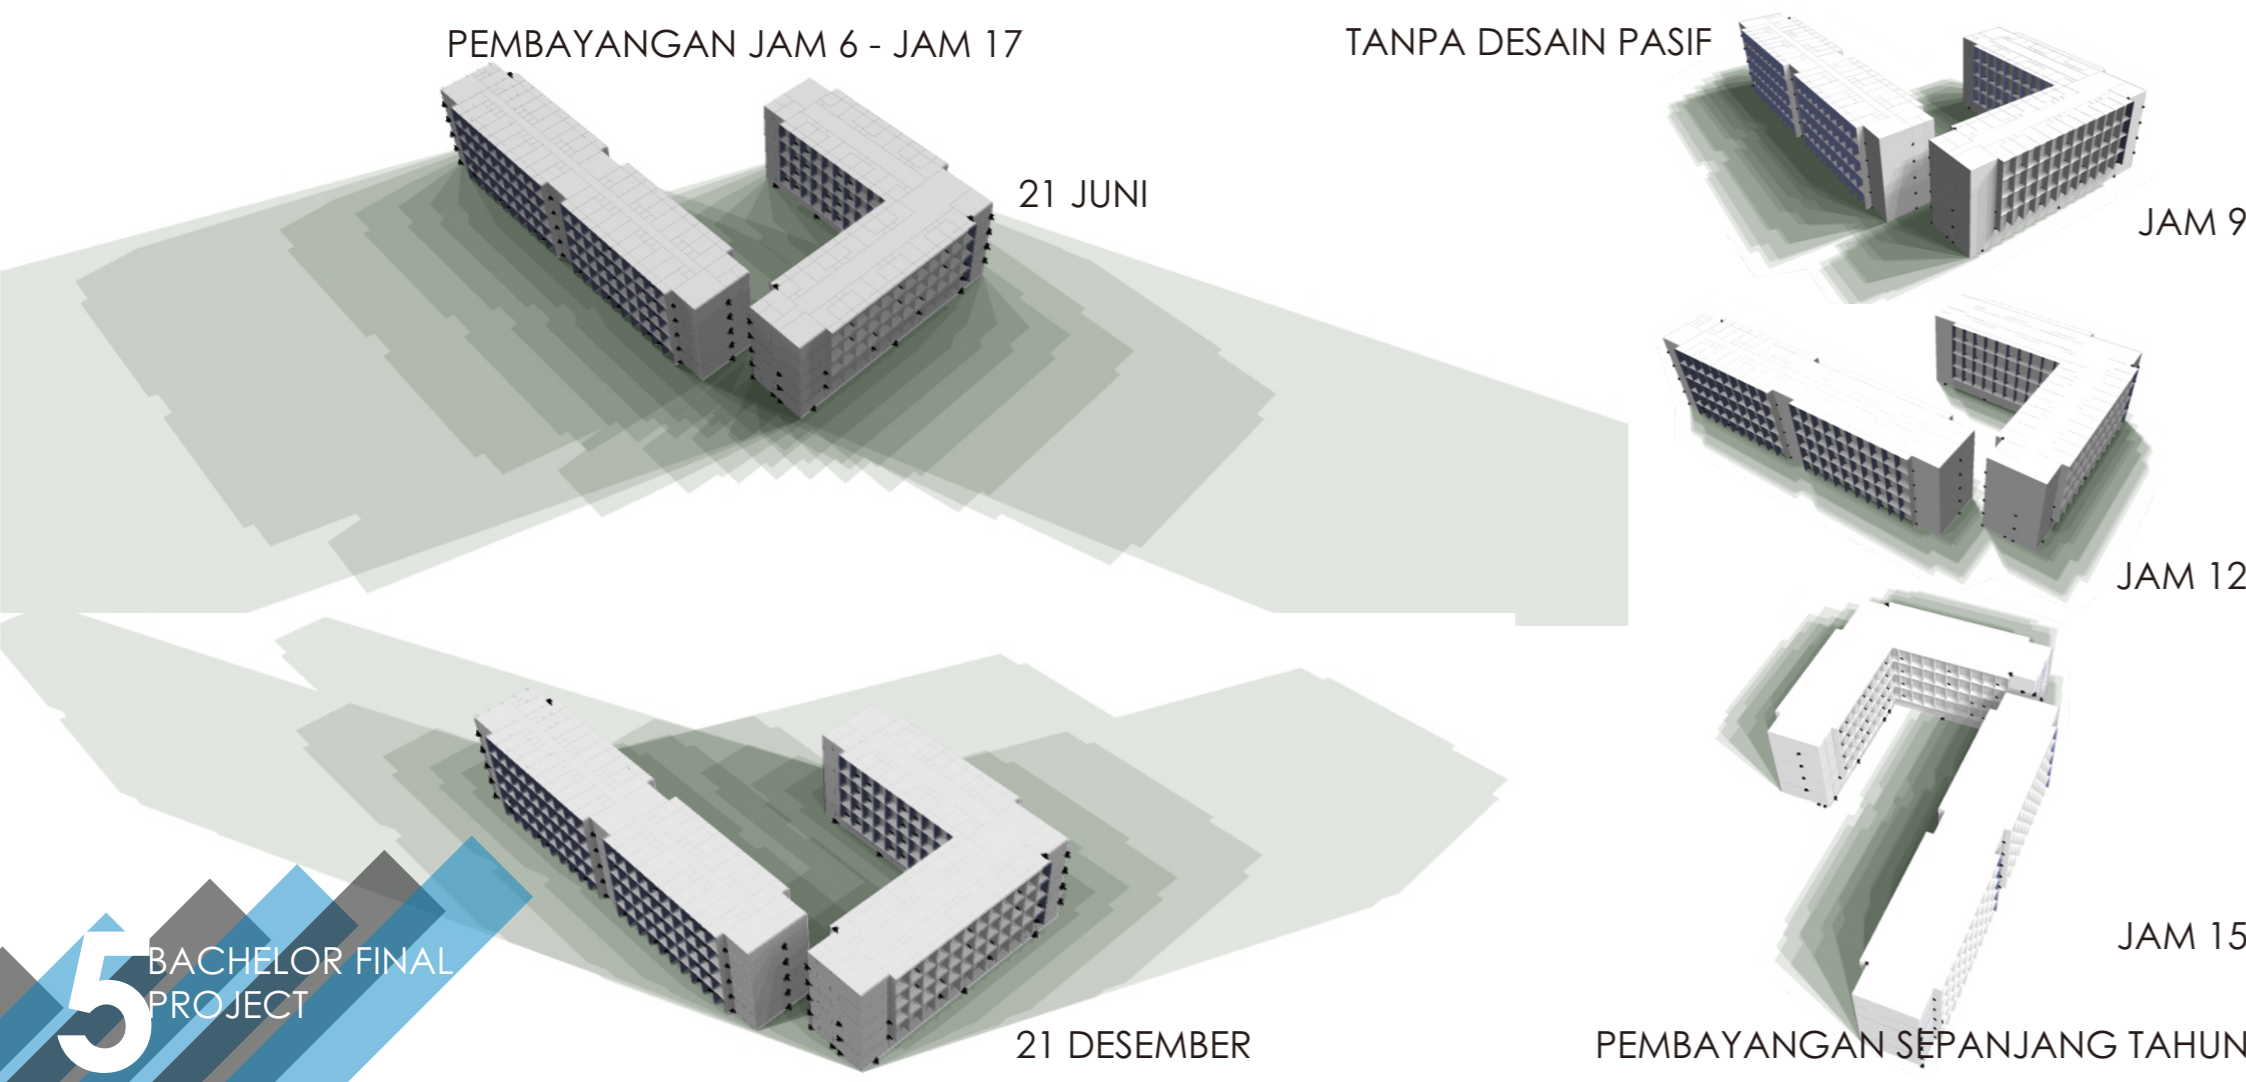 PEMBAYANGAN JAM 6 - JAM 17
21 JUNI
21 DESEMBER
TANPA DESAIN PASIF
JAM 9
JAM 12
JAM 15
PEMBAYANGAN SEPANJANG TAHUN
5
BACHELOR FINAL
PROJECT